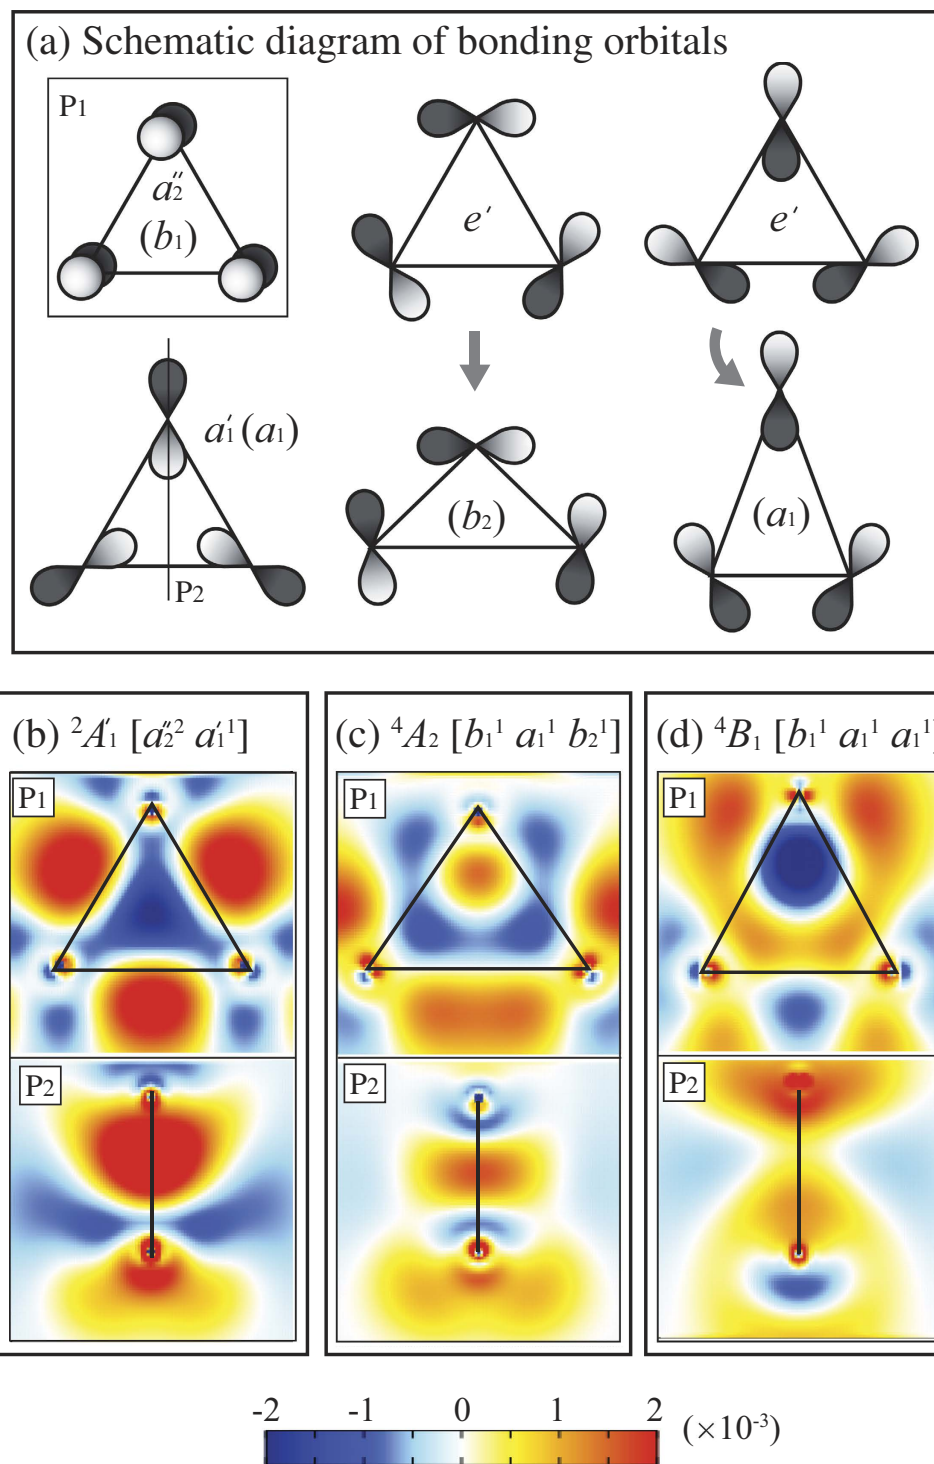 (a) Schematic diagram of bonding orbitals
P1
a₂″
(b₁)
e′
e′
a₁′ (a₁)
P2
(b₂)
(a₁)
(b) ²A₁′ [a₂″² a₁′¹]
(c) ⁴A₂ [b₁¹ a₁¹ b₂¹]
(d) ⁴B₁ [b₁¹ a₁¹ a₁¹]
P1
P1
P1
P2
P2
P2
-2 -1 0 1 2 (×10⁻³)